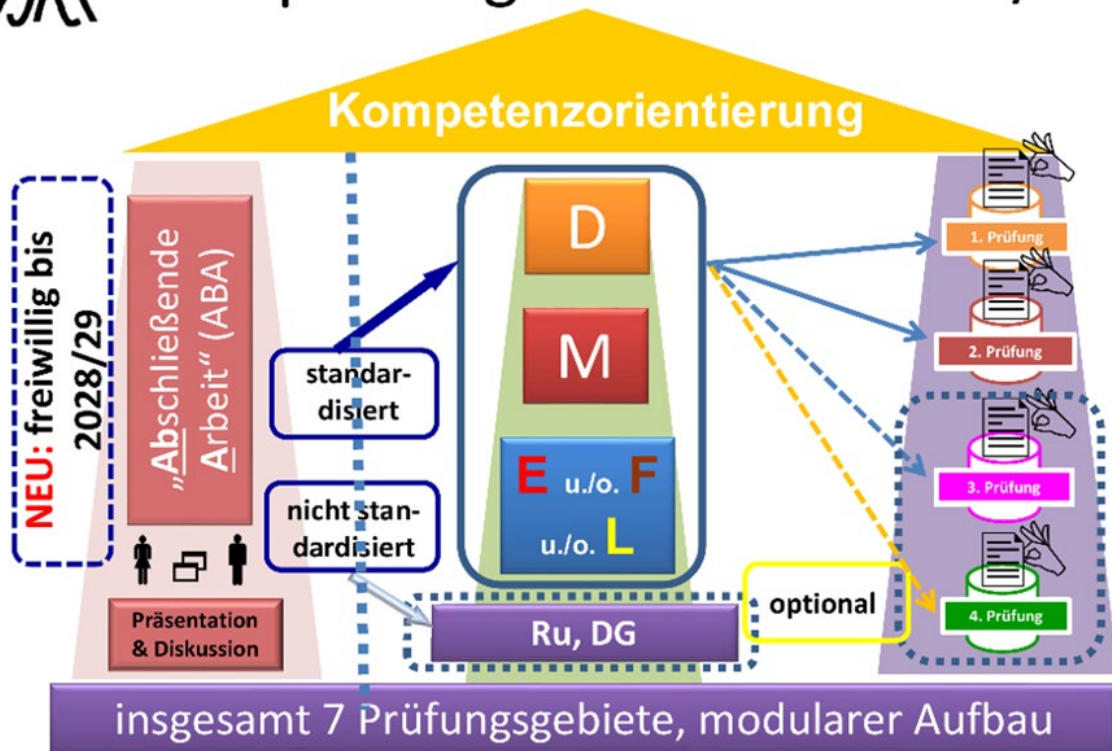 Kompetenzorientierung
NEU: freiwillig bis
2028/29
„Abschließende
Arbeit“ (ABA)
Präsentation
& Diskussion
standar-
disiert
nicht stan-
dardisiert
D
M
E u./o. F
u./o. L
Ru, DG
optional
1. Prüfung
2. Prüfung
3. Prüfung
4. Prüfung
insgesamt 7 Prüfungsgebiete, modularer Aufbau